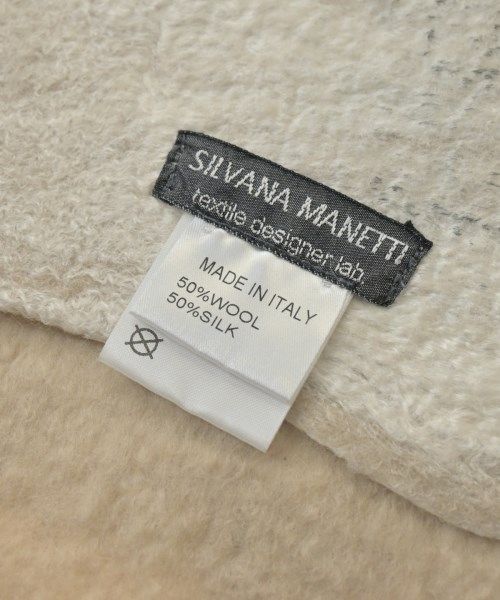 SILVANA MANETTI
textile designer lab.
MADE IN ITALY
50%WOOL
50%SILK